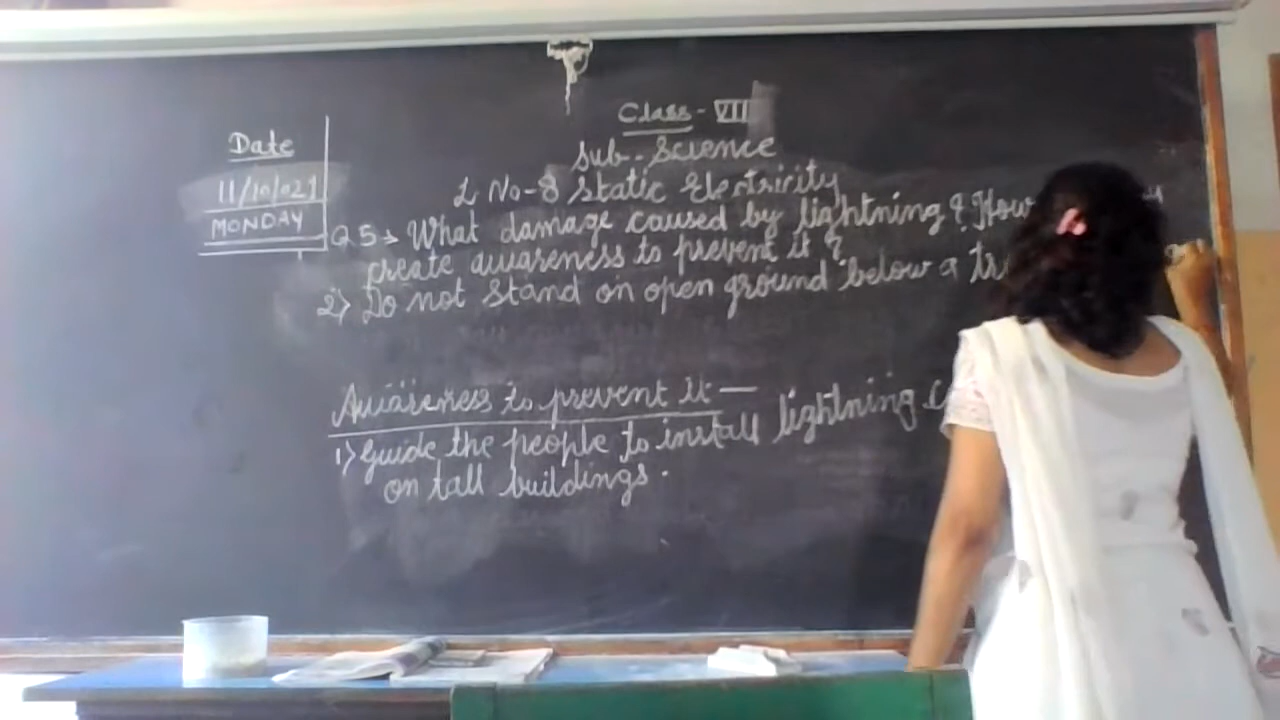 Date
11/10/021
MONDAY
Class - VII
Sub - Science
L No-8 Static Electricity
Q 5 → What damage caused by lightning? How
create awareness to prevent it?
2) Do not stand on open ground below a
Awareness to prevent it —
1) Guide the people to install lightning
on tall buildings.